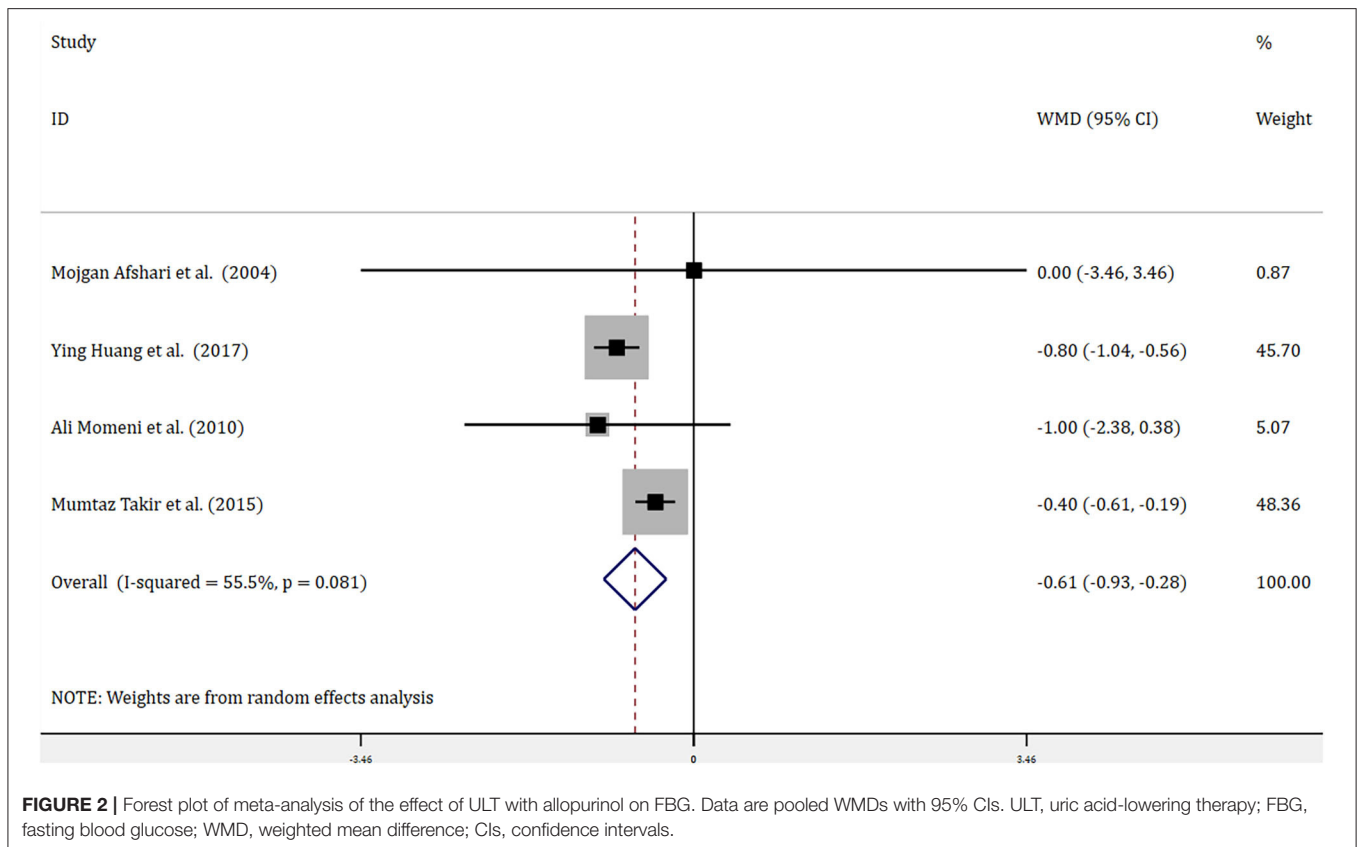 Study %
ID WMD (95% CI) Weight
Mojgan Afshari et al. (2004) 0.00 (-3.46, 3.46) 0.87
Ying Huang et al. (2017) -0.80 (-1.04, -0.56) 45.70
Ali Momeni et al. (2010) -1.00 (-2.38, 0.38) 5.07
Mumtaz Takir et al. (2015) -0.40 (-0.61, -0.19) 48.36
Overall (I-squared = 55.5%, p = 0.081) -0.61 (-0.93, -0.28) 100.00
NOTE: Weights are from random effects analysis
-3.46 0 3.46
FIGURE 2 | Forest plot of meta-analysis of the effect of ULT with allopurinol on FBG. Data are pooled WMDs with 95% CIs. ULT, uric acid-lowering therapy; FBG,
fasting blood glucose; WMD, weighted mean difference; CIs, confidence intervals.